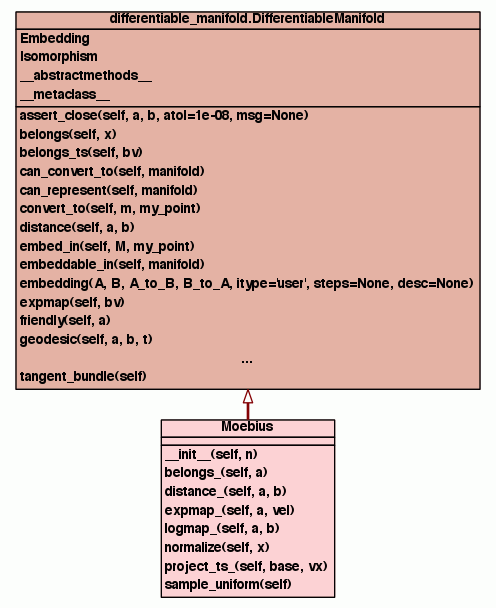 differentiable_manifold.DifferentiableManifold
Embedding
Isomorphism
__abstractmethods__
__metaclass__
assert_close(self, a, b, atol=1e-08, msg=None)
belongs(self, x)
belongs_ts(self, bv)
can_convert_to(self, manifold)
can_represent(self, manifold)
convert_to(self, m, my_point)
distance(self, a, b)
embed_in(self, M, my_point)
embeddable_in(self, manifold)
embedding(A, B, A_to_B, B_to_A, itype='user', steps=None, desc=None)
expmap(self, bv)
friendly(self, a)
geodesic(self, a, b, t)
...
tangent_bundle(self)
Moebius
__init__(self, n)
belongs_(self, a)
distance_(self, a, b)
expmap_(self, a, vel)
logmap_(self, a, b)
normalize(self, x)
project_ts_(self, base, vx)
sample_uniform(self)